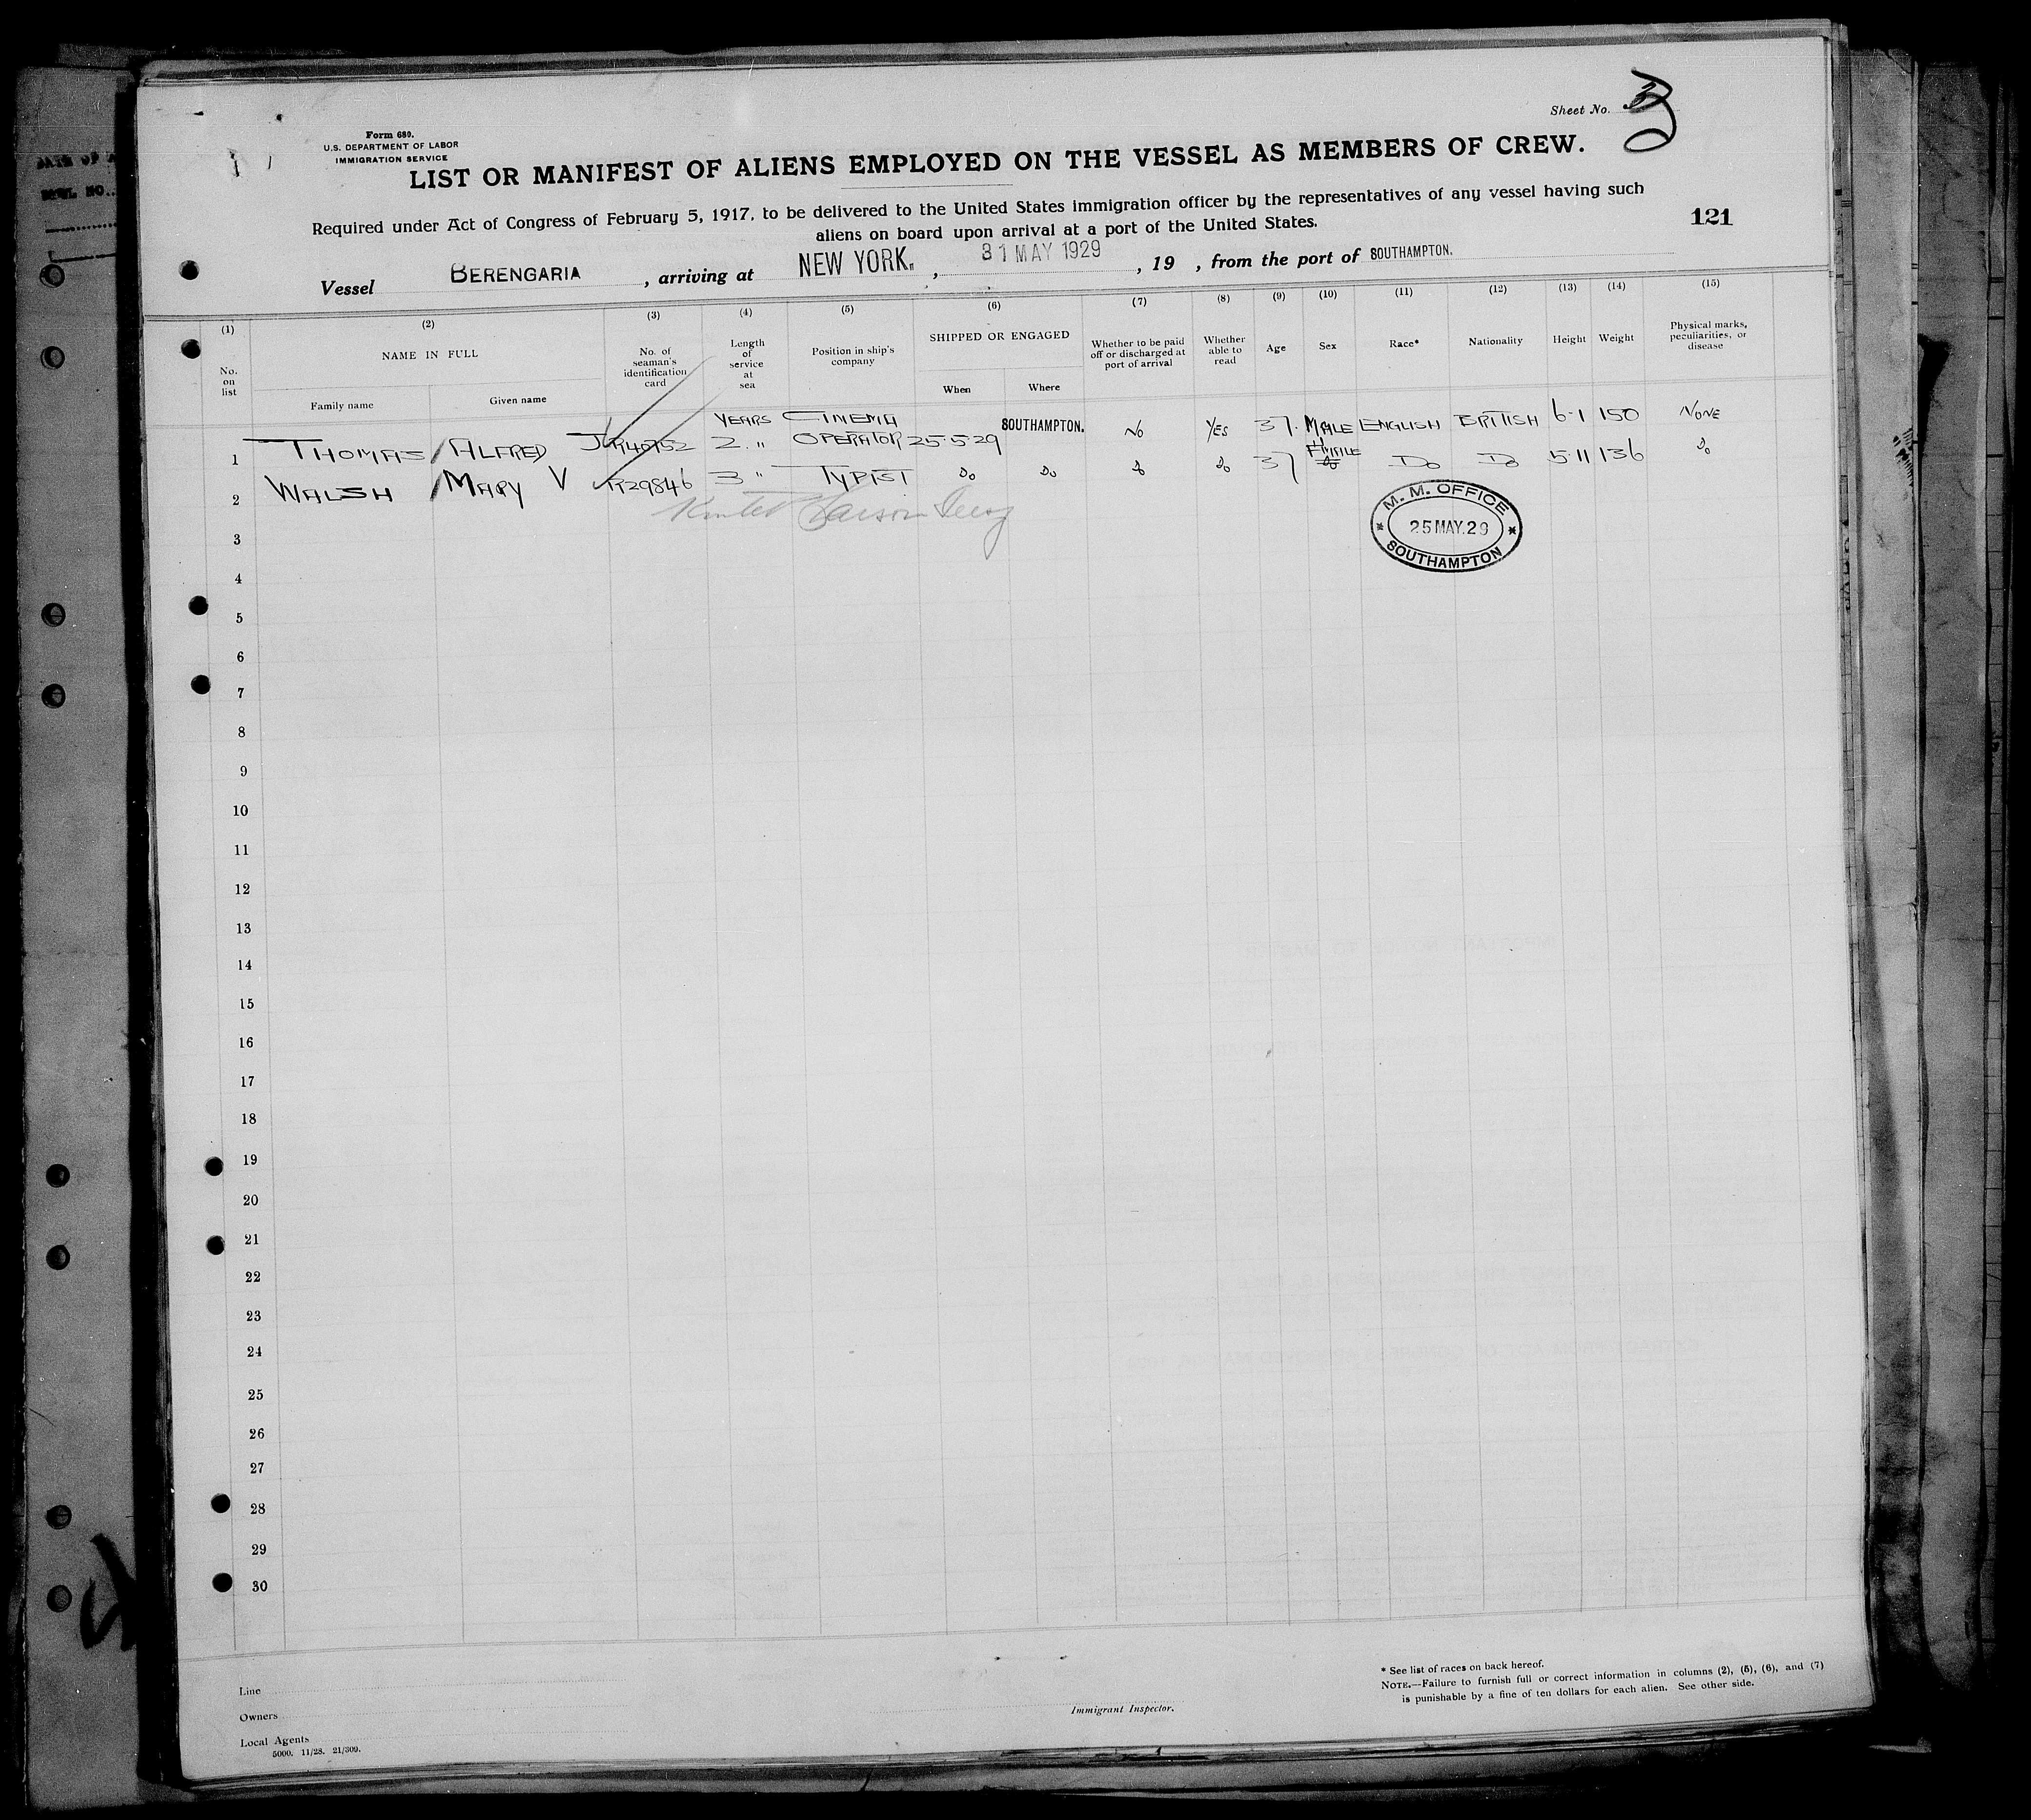 Sheet No.
Form 680.
U.S. DEPARTMENT OF LABOR
IMMIGRATION SERVICE
LIST OR MANIFEST OF ALIENS EMPLOYED ON THE VESSEL AS MEMBERS OF CREW.
Required under Act of Congress of February 5, 1917, to be delivered to the United States immigration officer by the representatives of any vessel having such
aliens on board upon arrival at a port of the United States.
121
Vessel BERENGARIA, arriving at NEW YORK., 31 MAY 1929, 19 , from the port of SOUTHAMPTON.
(1) (2) (3) (4) (5) (6) (7) (8) (9) (10) (11) (12) (13) (14) (15)
No. on list
NAME IN FULL
Family name Given name
No. of seaman's identification card
Length of service at sea
Position in ship's company
SHIPPED OR ENGAGED
When Where
Whether to be paid off or discharged at port of arrival
Whether able to read
Age
Sex
Race*
Nationality
Height
Weight
Physical marks, peculiarities, or disease
1 THOMAS ALFRED J R40952 2 YEARS " CINEMA OPERATOR 25·5·29 SOUTHAMPTON. NO YES 37. MALE ENGLISH BRITISH 6-1 150 NONE
2 WALSH MARY V R29846 3 " TYPIST Do Do Do Do 37 FEMALE Do Do 5·11 136 Do
M. M. OFFICE
25 MAY.29
SOUTHAMPTON
3
4
5
6
7
8
9
10
11
12
13
14
15
16
17
18
19
20
21
22
23
24
25
26
27
28
29
30
Line
Owners
Local Agents
5000. 11/28. 21/309.
Immigrant Inspector.
* See list of races on back hereof.
NOTE.—Failure to furnish full or correct information in columns (2), (5), (6), and (7)
is punishable by a fine of ten dollars for each alien. See other side.